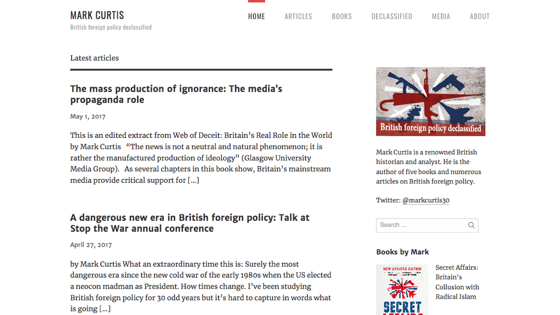 MARK CURTIS
British foreign policy declassified
HOME ARTICLES BOOKS DECLASSIFIED MEDIA ABOUT
Latest articles
The mass production of ignorance: The media's
propaganda role
May 1, 2017
This is an edited extract from Web of Deceit: Britain's Real Role in the World
by Mark Curtis “The news is not a neutral and natural phenomenon; it is
rather the manufactured production of ideology” (Glasgow University
Media Group). As several chapters in this book show, Britain's mainstream
media provide critical support for [...]
A dangerous new era in British foreign policy: Talk at
Stop the War annual conference
April 27, 2017
by Mark Curtis What an extraordinary time this is: Surely the most
dangerous era since the new cold war of the early 1980s when the US elected
a neocon madman as President. How times change. I've been studying
British foreign policy for 30 odd years but it's hard to capture in words what
is going [...]
British foreign policy declassified
Mark Curtis is a renowned British
historian and analyst. He is the
author of five books and numerous
articles on British foreign policy.
Twitter: @markcurtis30
Search ...
Books by Mark
NEW UPDATED EDITION
SECRET
AFFAIRS
Secret Affairs:
Britain's
Collusion with
Radical Islam